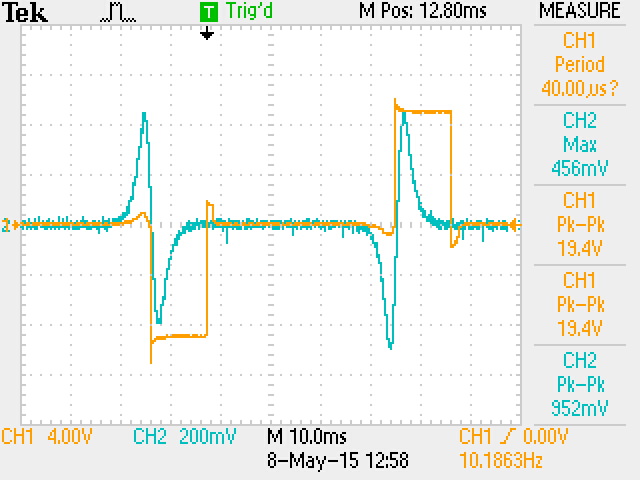 Tek T Trig'd M Pos: 12.80ms MEASURE
CH1
Period
40.00µs?
CH2
Max
456mV
CH1
Pk-Pk
19.4V
CH1
Pk-Pk
19.4V
CH2
Pk-Pk
952mV
CH1 4.00V CH2 200mV M 10.0ms CH1 0.00V
8-May-15 12:58 10.1863Hz